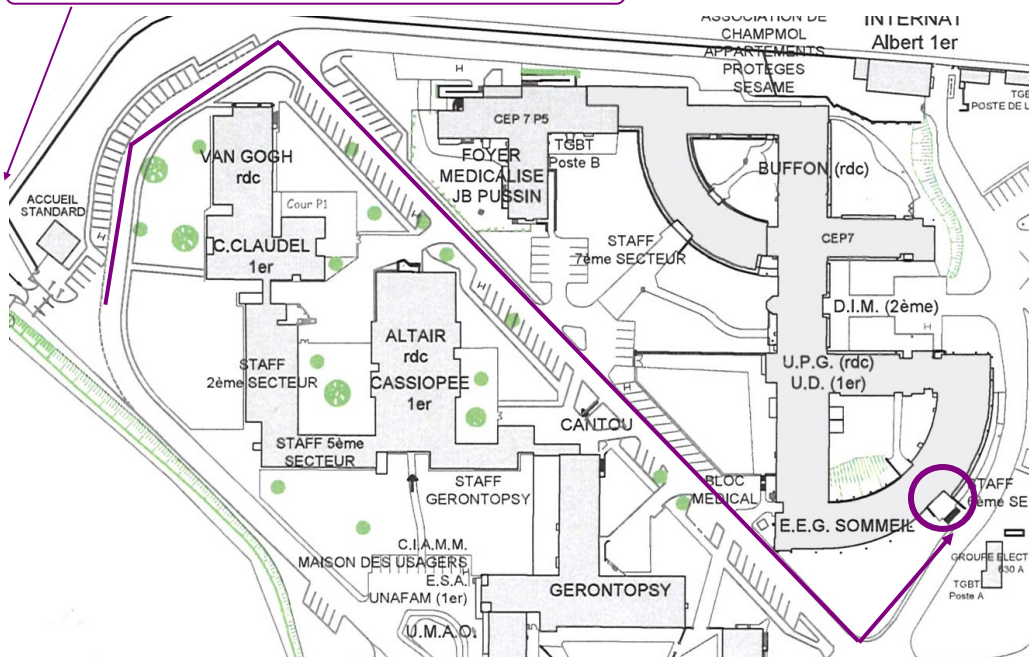 ASSOCIATION DE
CHAMPMOL
APPARTEMENTS
PROTEGES
SESAME
INTERNAT
Albert 1er
POSTE DE L
H
CEP 7 P5
TGBT
Poste B
FOYER
MEDICALISE
JB PUSSIN
VAN GOGH
rdc
Cour P1
H
BUFFON (rdc)
ACCUEIL
STANDARD
H
C.CLAUDEL
1er
STAFF
7ème SECTEUR
CEP7
H
D.I.M. (2ème)
H
ALTAIR
rdc
CASSIOPEE
1er
STAFF
2ème SECTEUR
U.P.G. (rdc)
U.D. (1er)
H
CANTOU
STAFF 5ème
SECTEUR
STAFF
GERONTOPSY
BLOC
MEDICAL
STAFF
6ème SE
E.E.G. SOMMEIL
C.I.A.M.M.
MAISON DES USAGERS
E.S.A.
UNAFAM (1er)
GERONTOPSY
GROUPE ELECT
630 A
TGBT
Poste A
U.M.A.O.